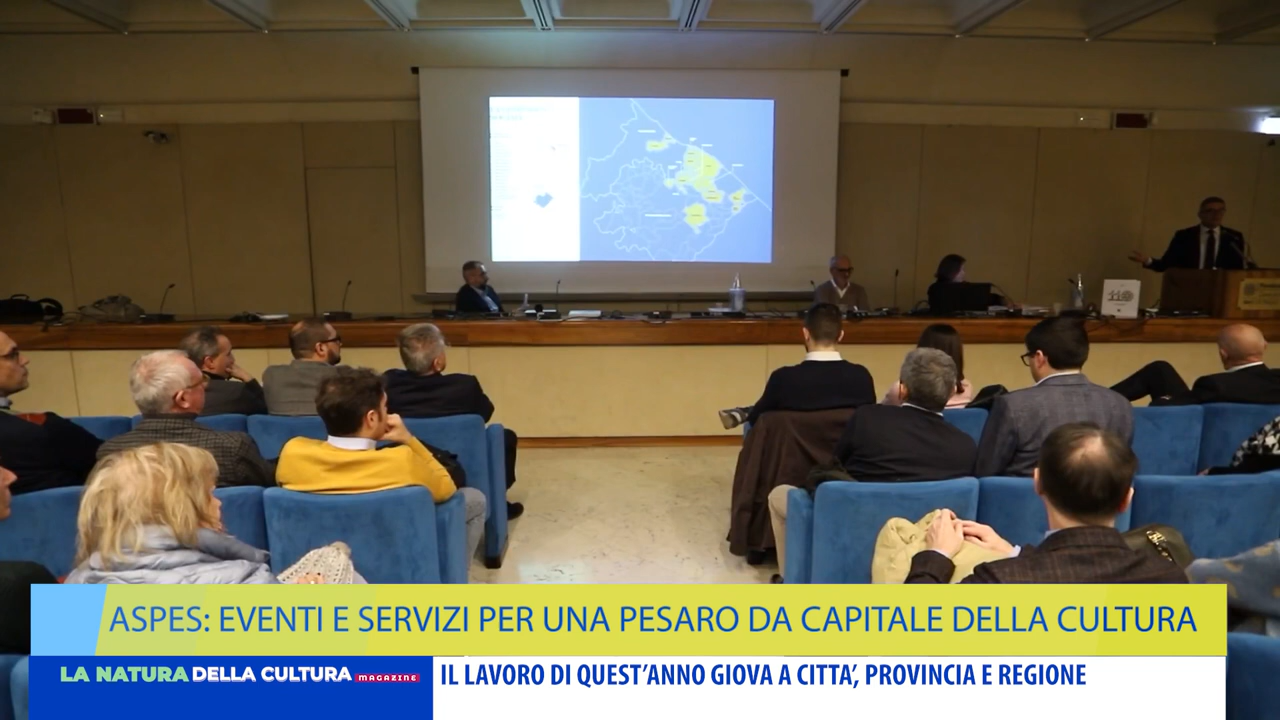 ASPES: EVENTI E SERVIZI PER UNA PESARO DA CAPITALE DELLA CULTURA
LA NATURA DELLA CULTURA MAGAZINE
IL LAVORO DI QUEST'ANNO GIOVA A CITTA', PROVINCIA E REGIONE